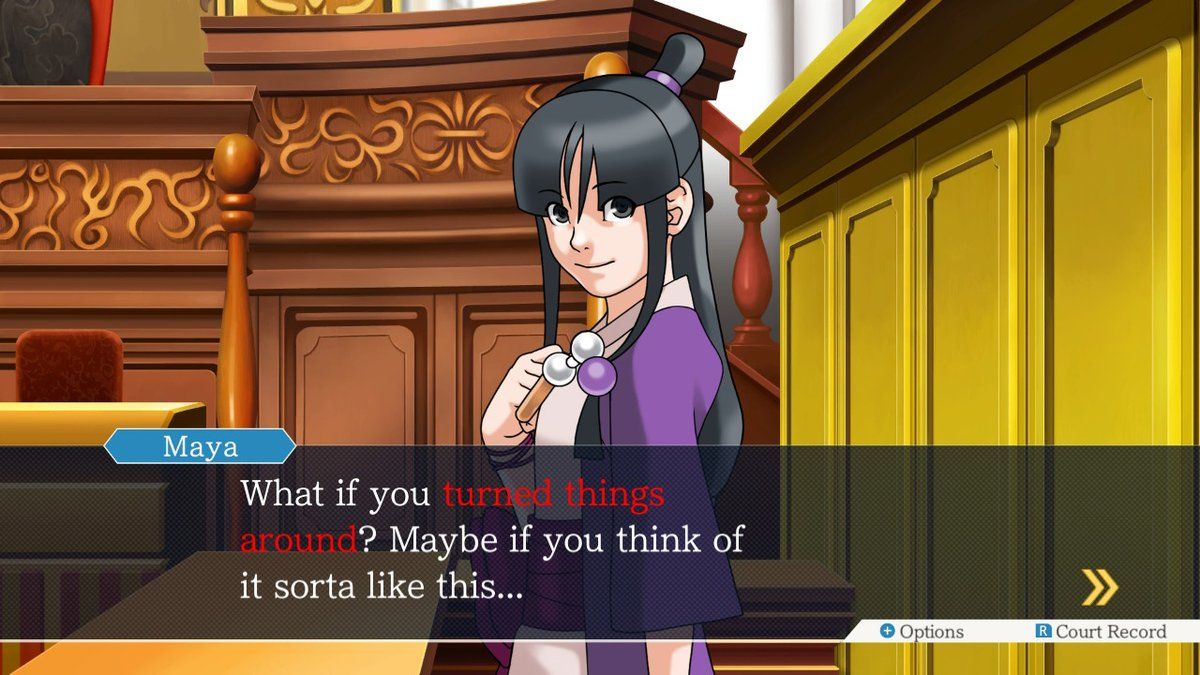 Maya
What if you turned things
around? Maybe if you think of
it sorta like this...
+ Options
R Court Record